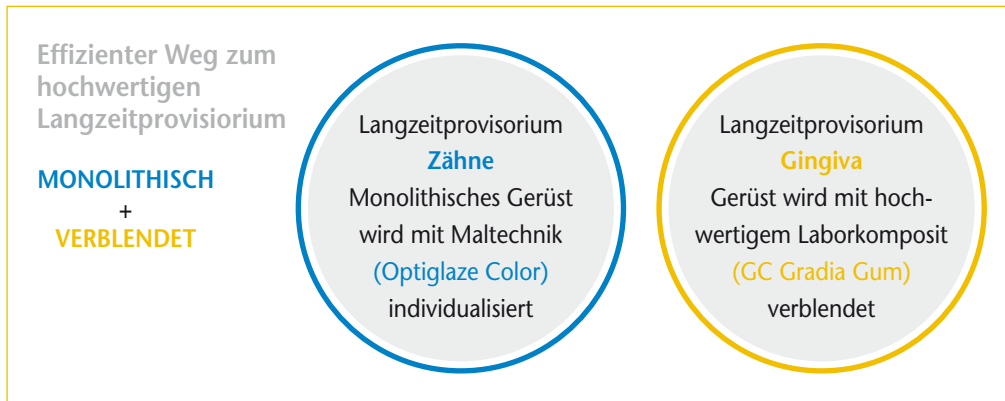 Effizienter Weg zum
hochwertigen
Langzeitprovisiorium
MONOLITHISCH
+
VERBLENDET
Langzeitprovisorium
Zähne
Monolithisches Gerüst
wird mit Maltechnik
(Optiglaze Color)
individualisiert
Langzeitprovisorium
Gingiva
Gerüst wird mit hoch-
wertigem Laborkomposit
(GC Gradia Gum)
verblendet